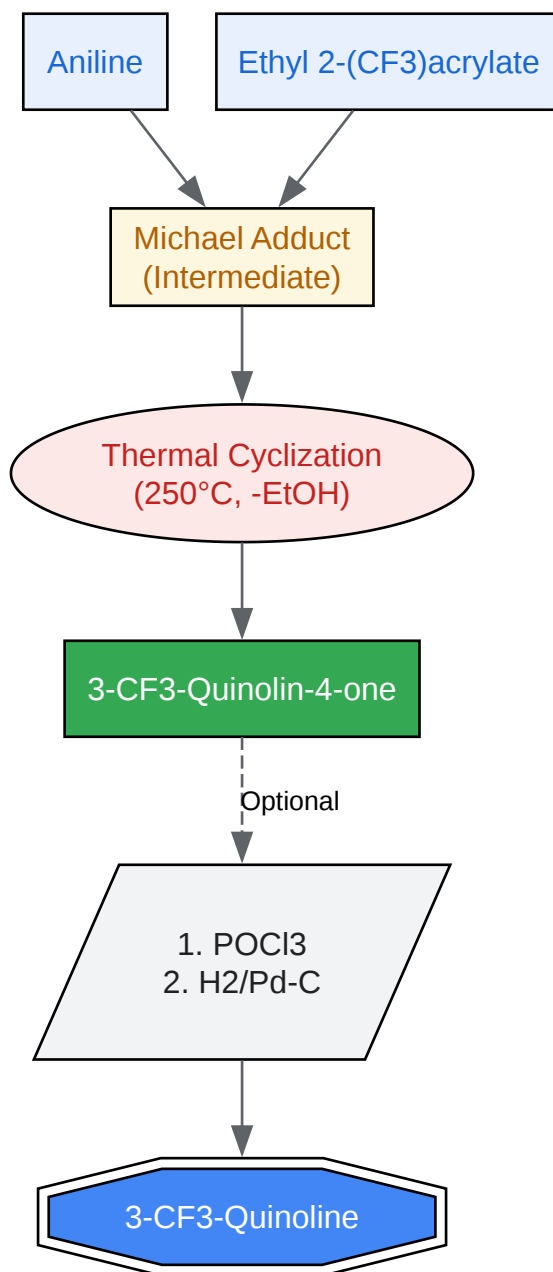 Aniline
Ethyl 2-(CF3)acrylate
Michael Adduct
(Intermediate)
Thermal Cyclization
(250°C, -EtOH)
3-CF3-Quinolin-4-one
Optional
1. POCl3
2. H2/Pd-C
3-CF3-Quinoline